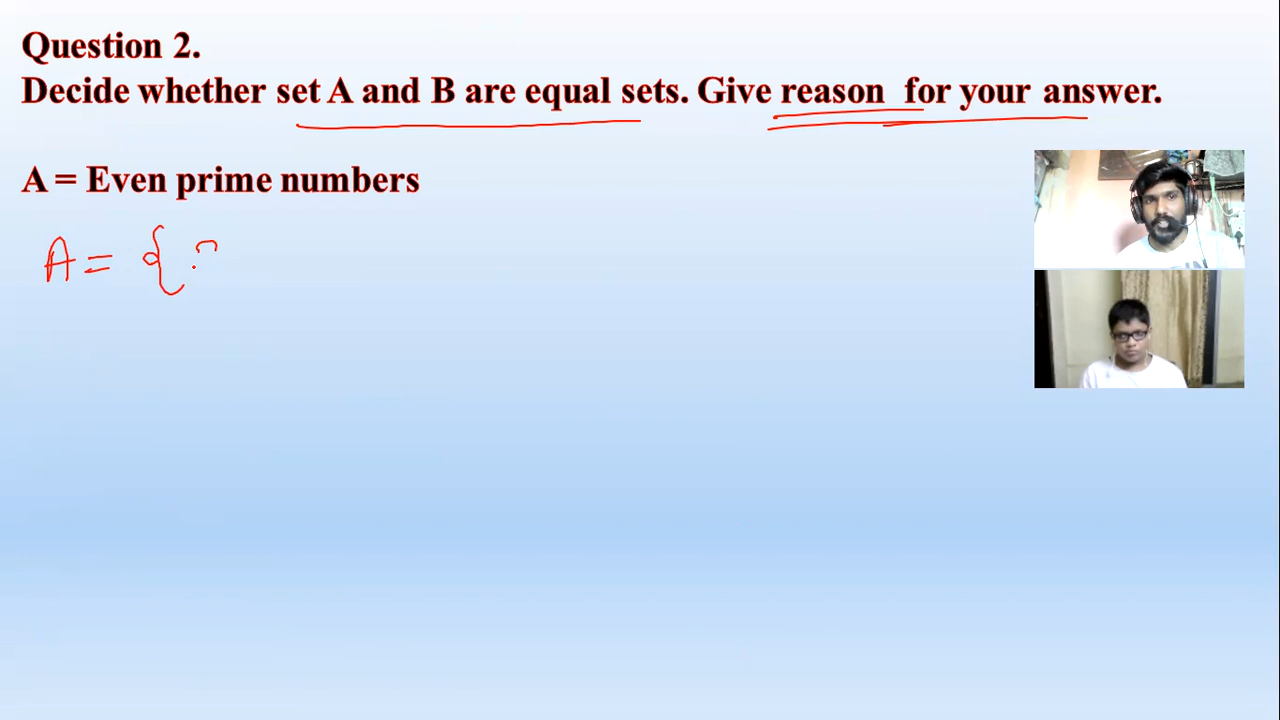 Question 2.
Decide whether set A and B are equal sets. Give reason for your answer.
A = Even prime numbers
A = {